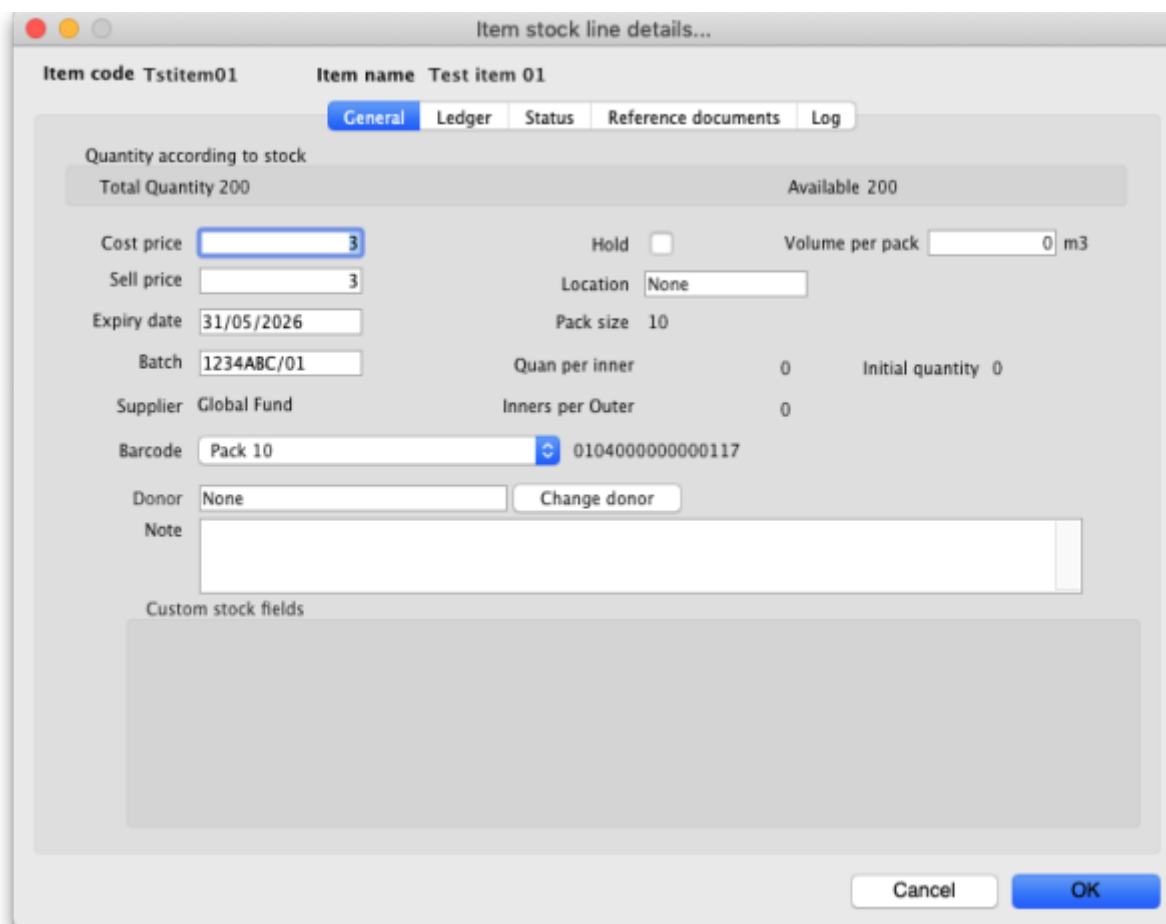 Item stock line details...
Item code Tstitem01 Item name Test item 01
General Ledger Status Reference documents Log
Quantity according to stock
Total Quantity 200 Available 200
Cost price 3 Hold Volume per pack 0 m3
Sell price 3 Location None
Expiry date 31/05/2026 Pack size 10
Batch 1234ABC/01 Quan per inner 0 Initial quantity 0
Supplier Global Fund Inners per Outer 0
Barcode Pack 10 0104000000000117
Donor None Change donor
Note
Custom stock fields
Cancel OK